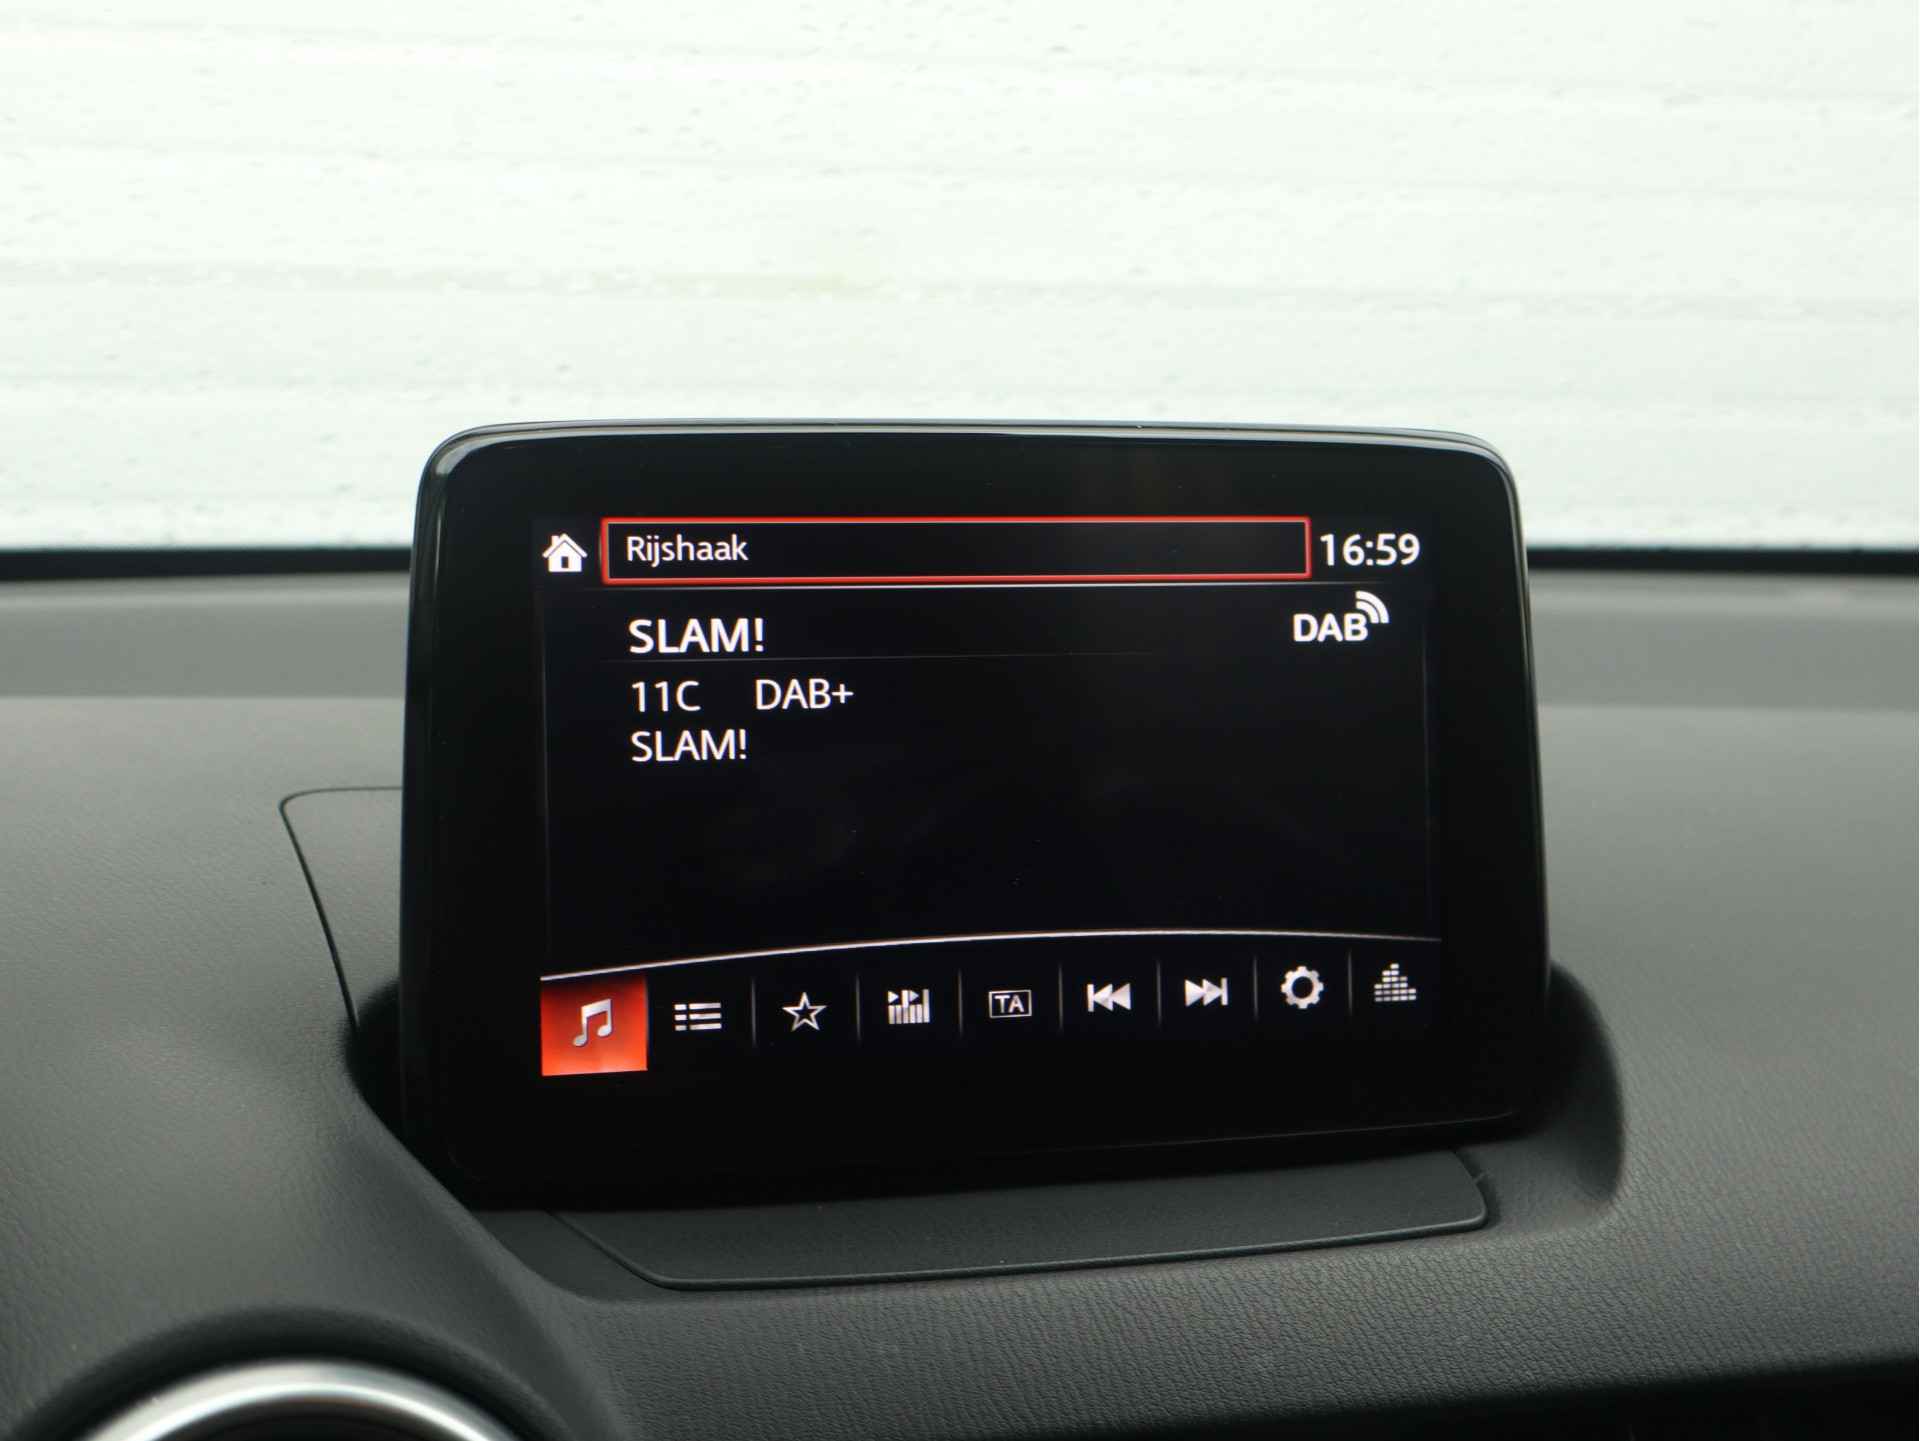 Rijshaak 16:59
SLAM! DAB
11C DAB+
SLAM!
TA